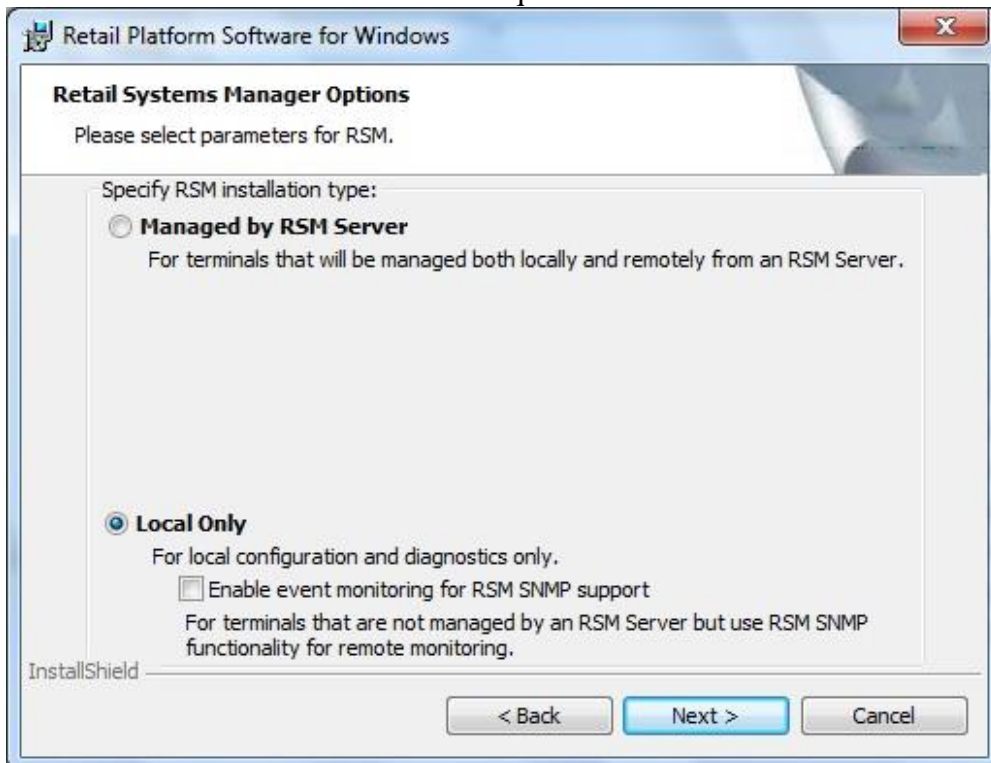 Retail Platform Software for Windows
Retail Systems Manager Options
Please select parameters for RSM.
Specify RSM installation type:
Managed by RSM Server
For terminals that will be managed both locally and remotely from an RSM Server.
Local Only
For local configuration and diagnostics only.
Enable event monitoring for RSM SNMP support
For terminals that are not managed by an RSM Server but use RSM SNMP
functionality for remote monitoring.
InstallShield
< Back Next > Cancel